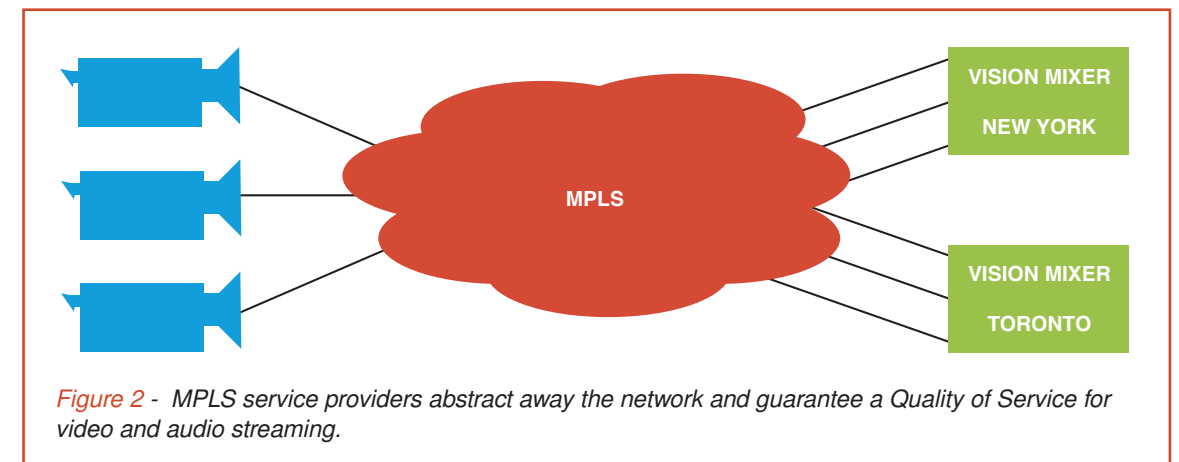 VISION MIXER
NEW YORK
MPLS
VISION MIXER
TORONTO
Figure 2 - MPLS service providers abstract away the network and guarantee a Quality of Service for
video and audio streaming.